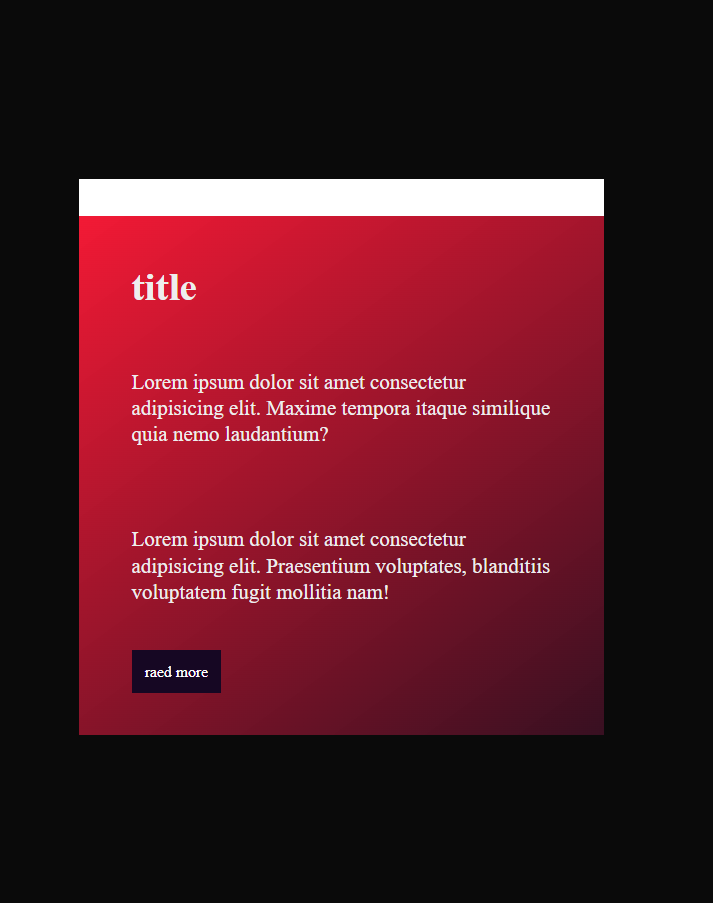 title
Lorem ipsum dolor sit amet consectetur
adipisicing elit. Maxime tempora itaque similique
quia nemo laudantium?
Lorem ipsum dolor sit amet consectetur
adipisicing elit. Praesentium voluptates, blanditiis
voluptatem fugit mollitia nam!
raed more